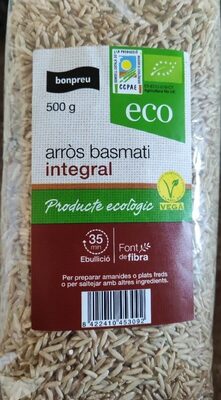 bonpreu
500 g
CCPAE
eco
arròs basmati
integral
Producte ecològic
VEGA
35
min
Ebullició
Font
de fibra
Per preparar amanides o plats freds
o per saltejar amb altres ingredients.
8422410453092